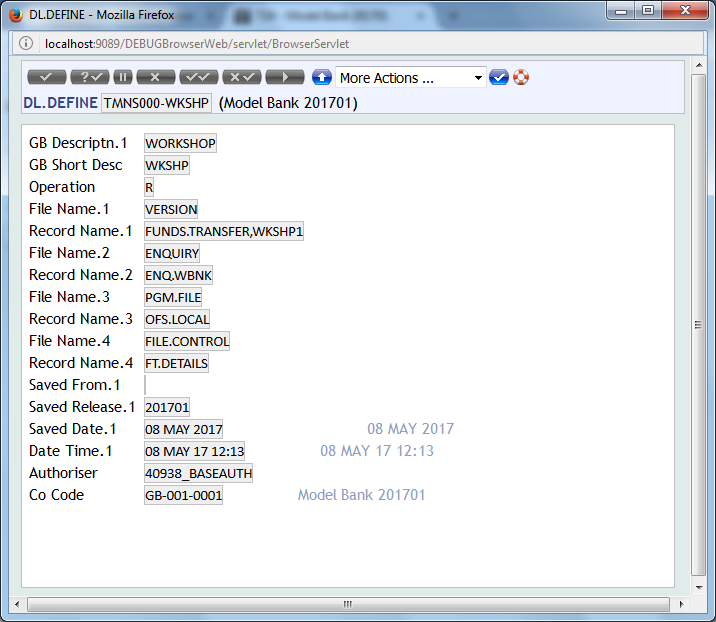 DL.DEFINE - Mozilla Firefox
localhost:9089/DEBUGBrowserWeb/servlet/BrowserServlet
More Actions ...
DL.DEFINE TMNS000-WKSHP (Model Bank 201701)
GB Descriptn.1 WORKSHOP
GB Short Desc WKSHP
Operation R
File Name.1 VERSION
Record Name.1 FUNDS.TRANSFER,WKSHP1
File Name.2 ENQUIRY
Record Name.2 ENQ.WBNK
File Name.3 PGM.FILE
Record Name.3 OFS.LOCAL
File Name.4 FILE.CONTROL
Record Name.4 FT.DETAILS
Saved From.1
Saved Release.1 201701
Saved Date.1 08 MAY 2017 08 MAY 2017
Date Time.1 08 MAY 17 12:13 08 MAY 17 12:13
Authoriser 40938_BASEAUTH
Co Code GB-001-0001 Model Bank 201701